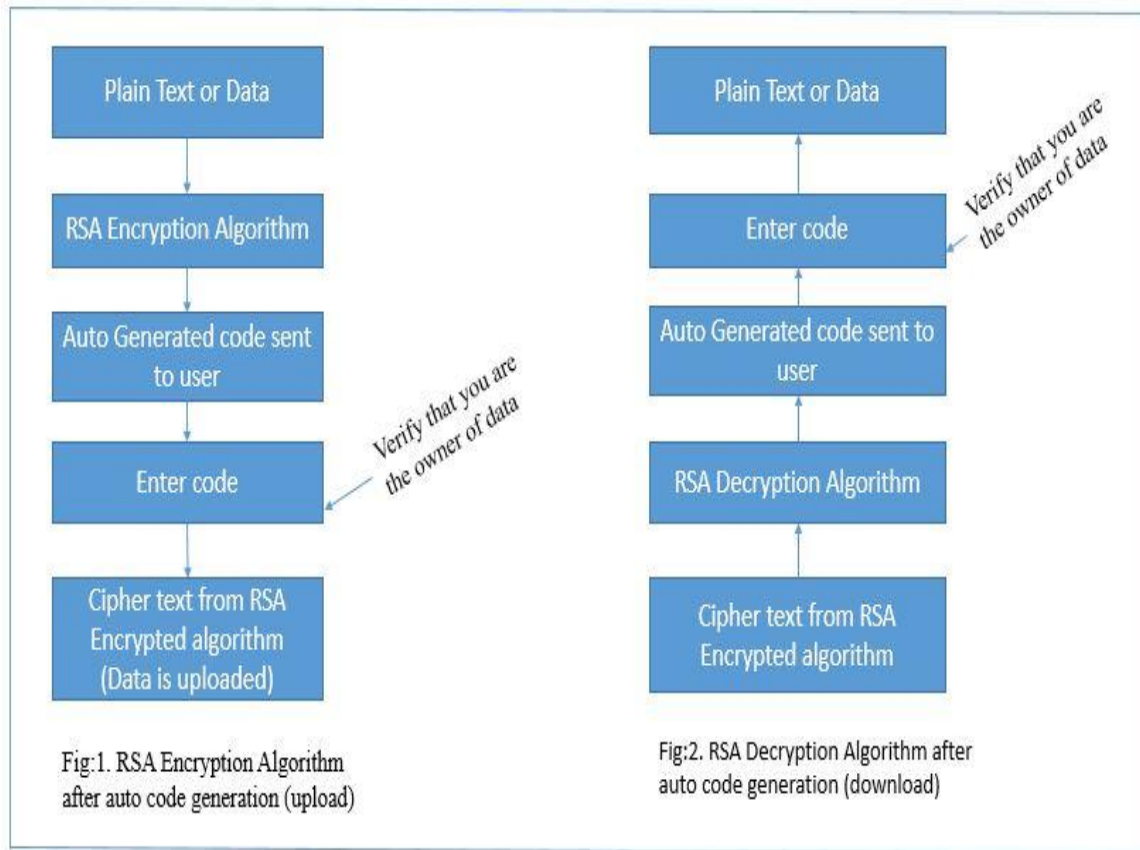 Plain Text or Data
RSA Encryption Algorithm
Auto Generated code sent
to user
Verify that you are
the owner of data
Enter code
Cipher text from RSA
Encrypted algorithm
(Data is uploaded)
Fig:1. RSA Encryption Algorithm
after auto code generation (upload)
Plain Text or Data
Verify that you are
the owner of data
Enter code
Auto Generated code sent to
user
RSA Decryption Algorithm
Cipher text from RSA
Encrypted algorithm
Fig:2. RSA Decryption Algorithm after
auto code generation (download)